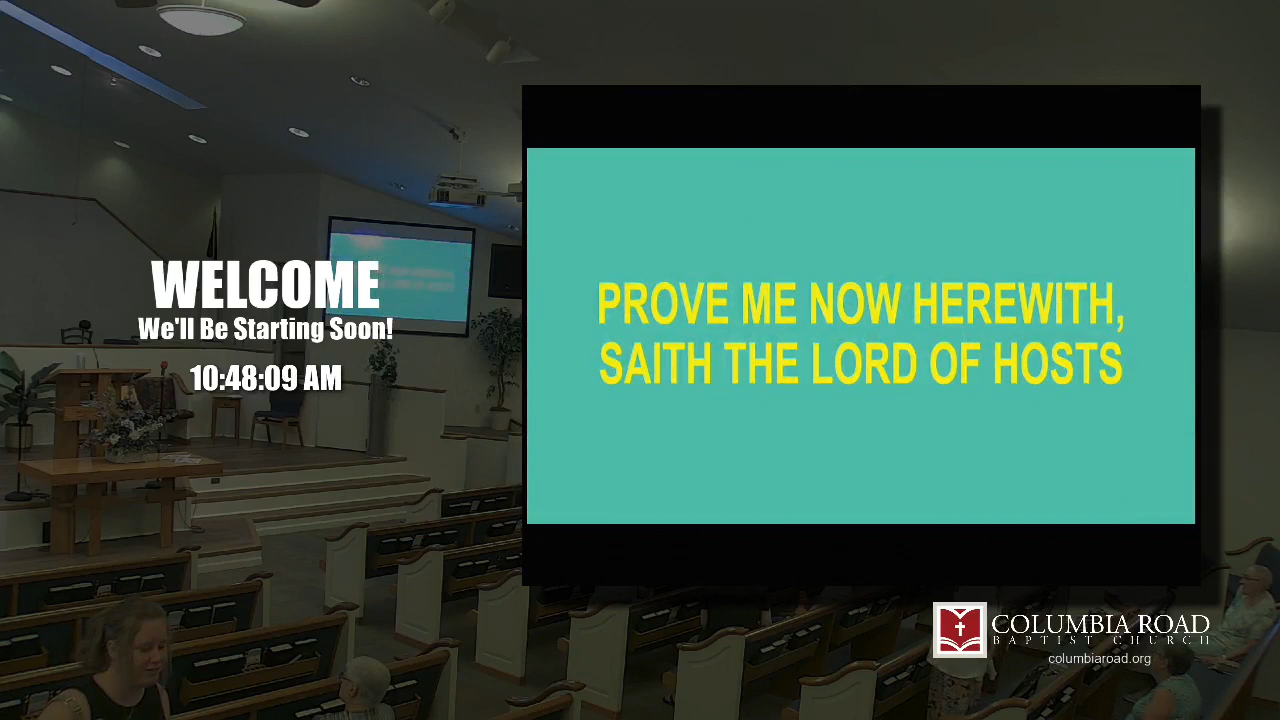 WELCOME
We'll Be Starting Soon!
10:48:09 AM
PROVE ME NOW HEREWITH,
SAITH THE LORD OF HOSTS
COLUMBIA ROAD
BAPTIST CHURCH
columbiaroad.org